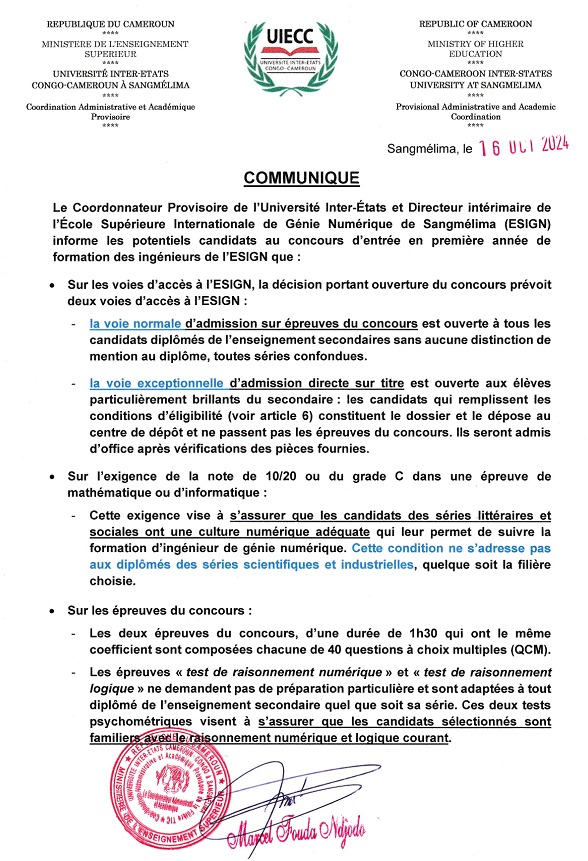 REPUBLIQUE DU CAMEROUN
****
MINISTERE DE L'ENSEIGNEMENT
SUPERIEUR
****
UNIVERSITÉ INTER-ETATS
CONGO-CAMEROUN À SANGMÉLIMA
****
Coordination Administrative et Académique
Provisoire
****
UIECC
UNIVERSITÉ INTER-ETATS
CONGO-CAMEROUN
REPUBLIC OF CAMEROON
****
MINISTRY OF HIGHER
EDUCATION
****
CONGO-CAMEROON INTER-STATES
UNIVERSITY AT SANGMELIMA
****
Provisional Administrative and Academic
Coordination
****
Sangmélima, le 16 OCT 2024
COMMUNIQUE
Le Coordonnateur Provisoire de l'Université Inter-États et Directeur intérimaire de
l'École Supérieure Internationale de Génie Numérique de Sangmélima (ESIGN)
informe les potentiels candidats au concours d'entrée en première année de
formation des ingénieurs de l'ESIGN que :
• Sur les voies d'accès à l'ESIGN, la décision portant ouverture du concours prévoit
deux voies d'accès à l'ESIGN :
- la voie normale d'admission sur épreuves du concours est ouverte à tous les
candidats diplômés de l'enseignement secondaires sans aucune distinction de
mention au diplôme, toutes séries confondues.
- la voie exceptionnelle d'admission directe sur titre est ouverte aux élèves
particulièrement brillants du secondaire : les candidats qui remplissent les
conditions d'éligibilité (voir article 6) constituent le dossier et le dépose au
centre de dépôt et ne passent pas les épreuves du concours. Ils seront admis
d'office après vérifications des pièces fournies.
• Sur l'exigence de la note de 10/20 ou du grade C dans une épreuve de
mathématique ou d'informatique :
- Cette exigence vise à s'assurer que les candidats des séries littéraires et
sociales ont une culture numérique adéquate qui leur permet de suivre la
formation d'ingénieur de génie numérique. Cette condition ne s'adresse pas
aux diplômés des séries scientifiques et industrielles, quelque soit la filière
choisie.
• Sur les épreuves du concours :
- Les deux épreuves du concours, d'une durée de 1h30 qui ont le même
coefficient sont composées chacune de 40 questions à choix multiples (QCM).
- Les épreuves « test de raisonnement numérique » et « test de raisonnement
logique » ne demandent pas de préparation particulière et sont adaptées à tout
diplômé de l'enseignement secondaire quel que soit sa série. Ces deux tests
psychométriques visent à s'assurer que les candidats sélectionnés sont
familiers avec le raisonnement numérique et logique courant.
Marcel Fouda Ndjodo